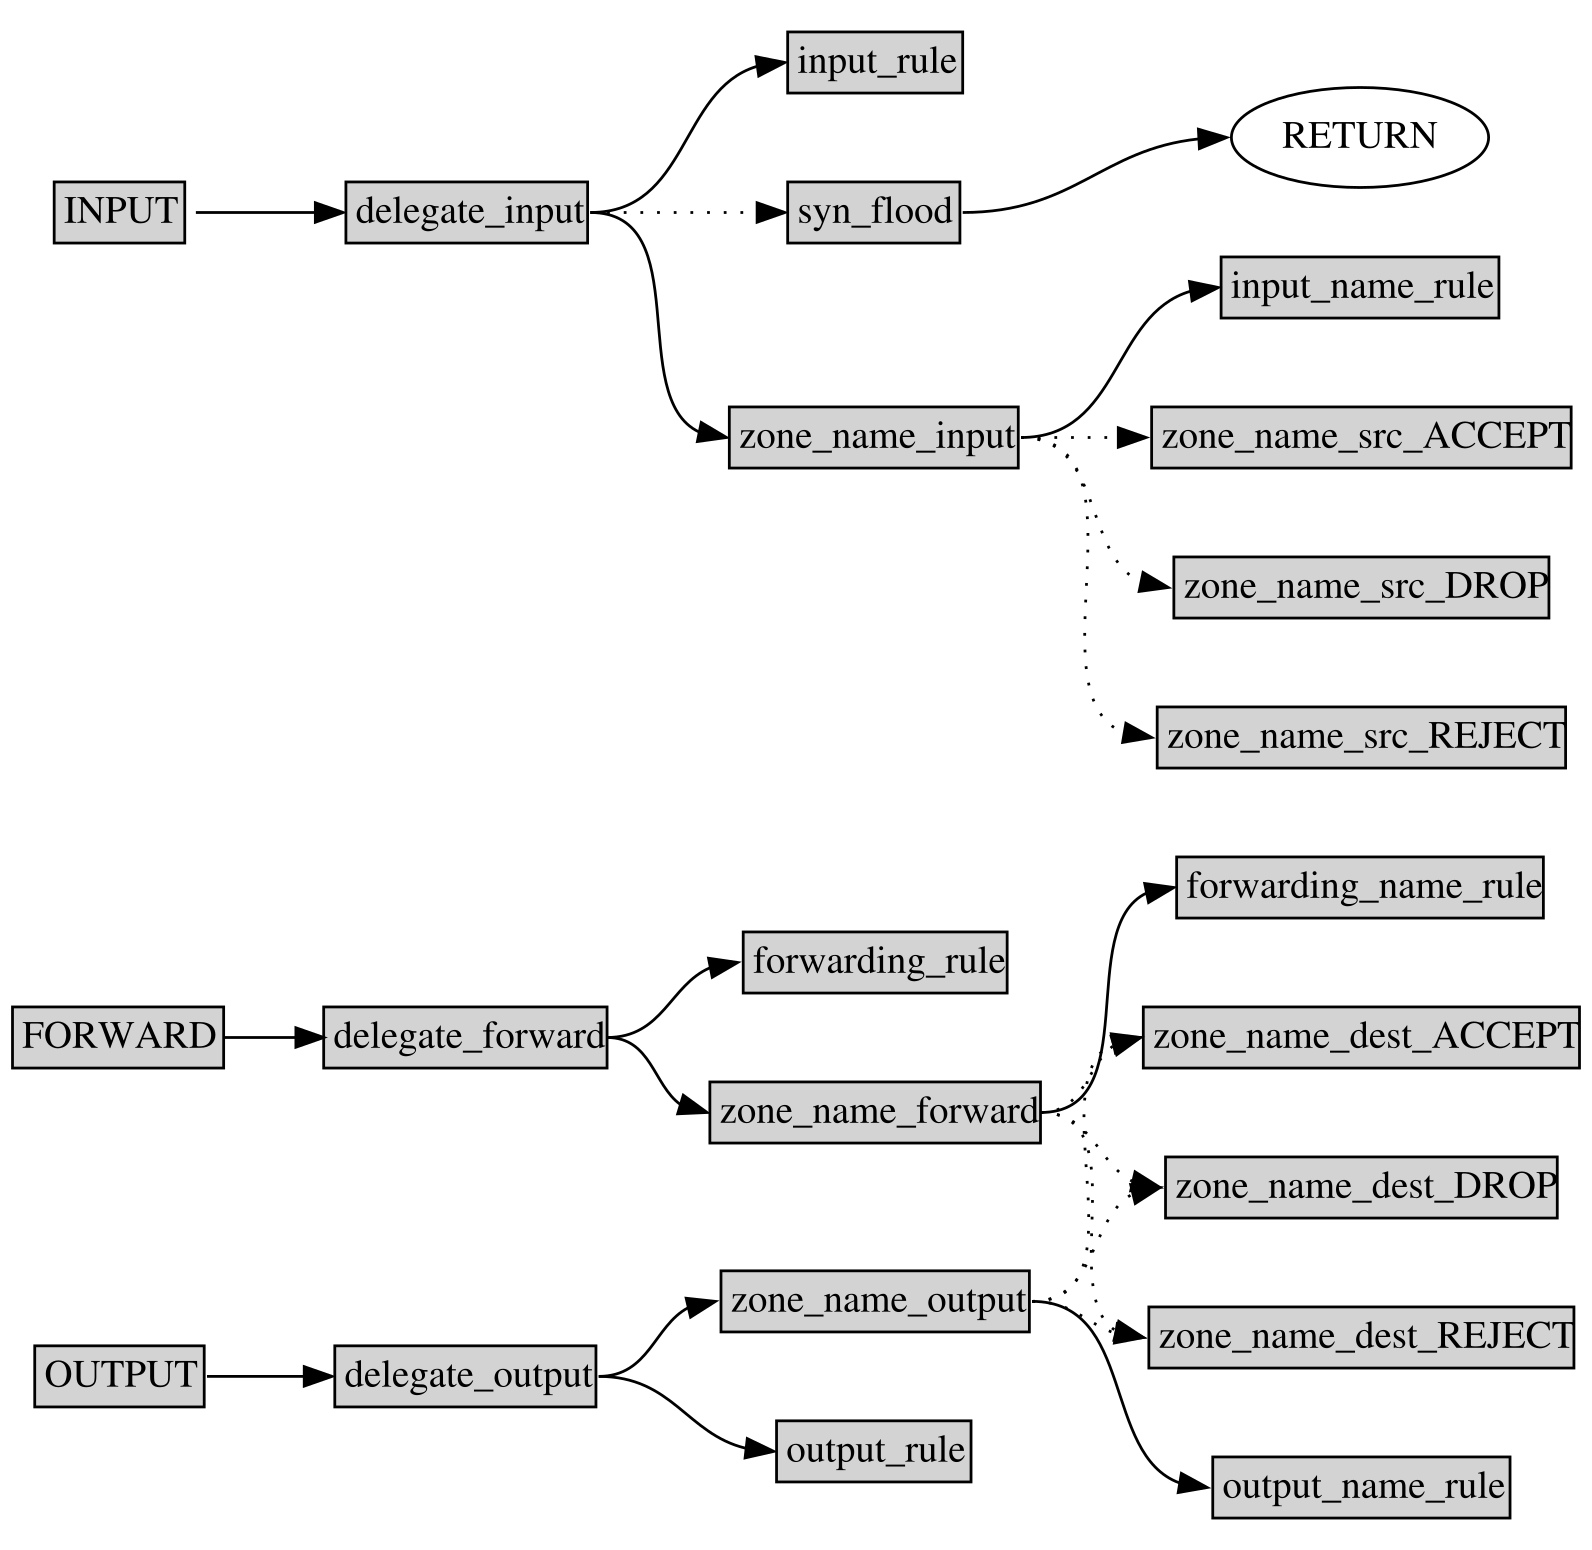 input_rule
RETURN
INPUT
delegate_input
syn_flood
input_name_rule
zone_name_input
zone_name_src_ACCEPT
zone_name_src_DROP
zone_name_src_REJECT
forwarding_name_rule
forwarding_rule
FORWARD
delegate_forward
zone_name_dest_ACCEPT
zone_name_forward
zone_name_dest_DROP
zone_name_output
zone_name_dest_REJECT
OUTPUT
delegate_output
output_rule
output_name_rule